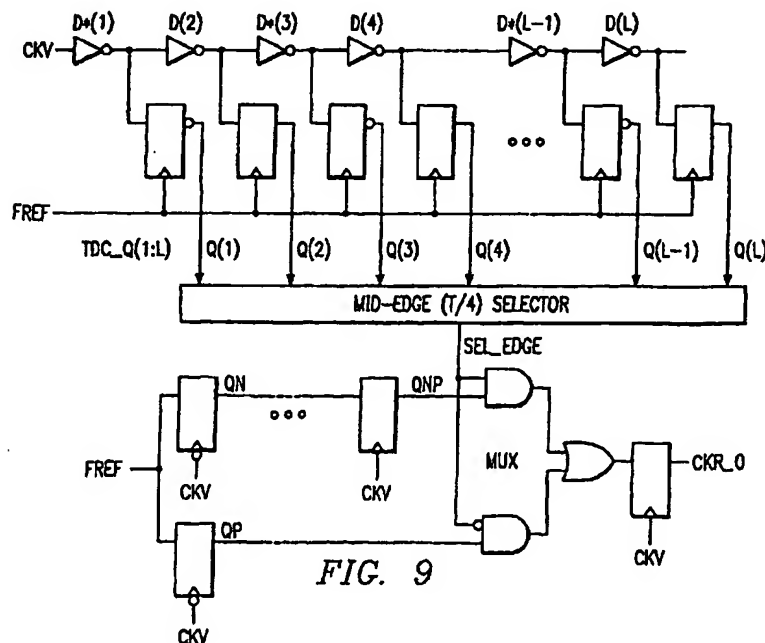 D*(1) D(2) D*(3) D(4) D*(L-1) D(L)
CKV
FREF
TDC_Q(1:L) Q(1) Q(2) Q(3) Q(4) Q(L-1) Q(L)
MID-EDGE (T/4) SELECTOR
SEL_EDGE
QN QNP
FREF CKV CKV MUX CKR_O
QP CKV
FIG. 9
CKV